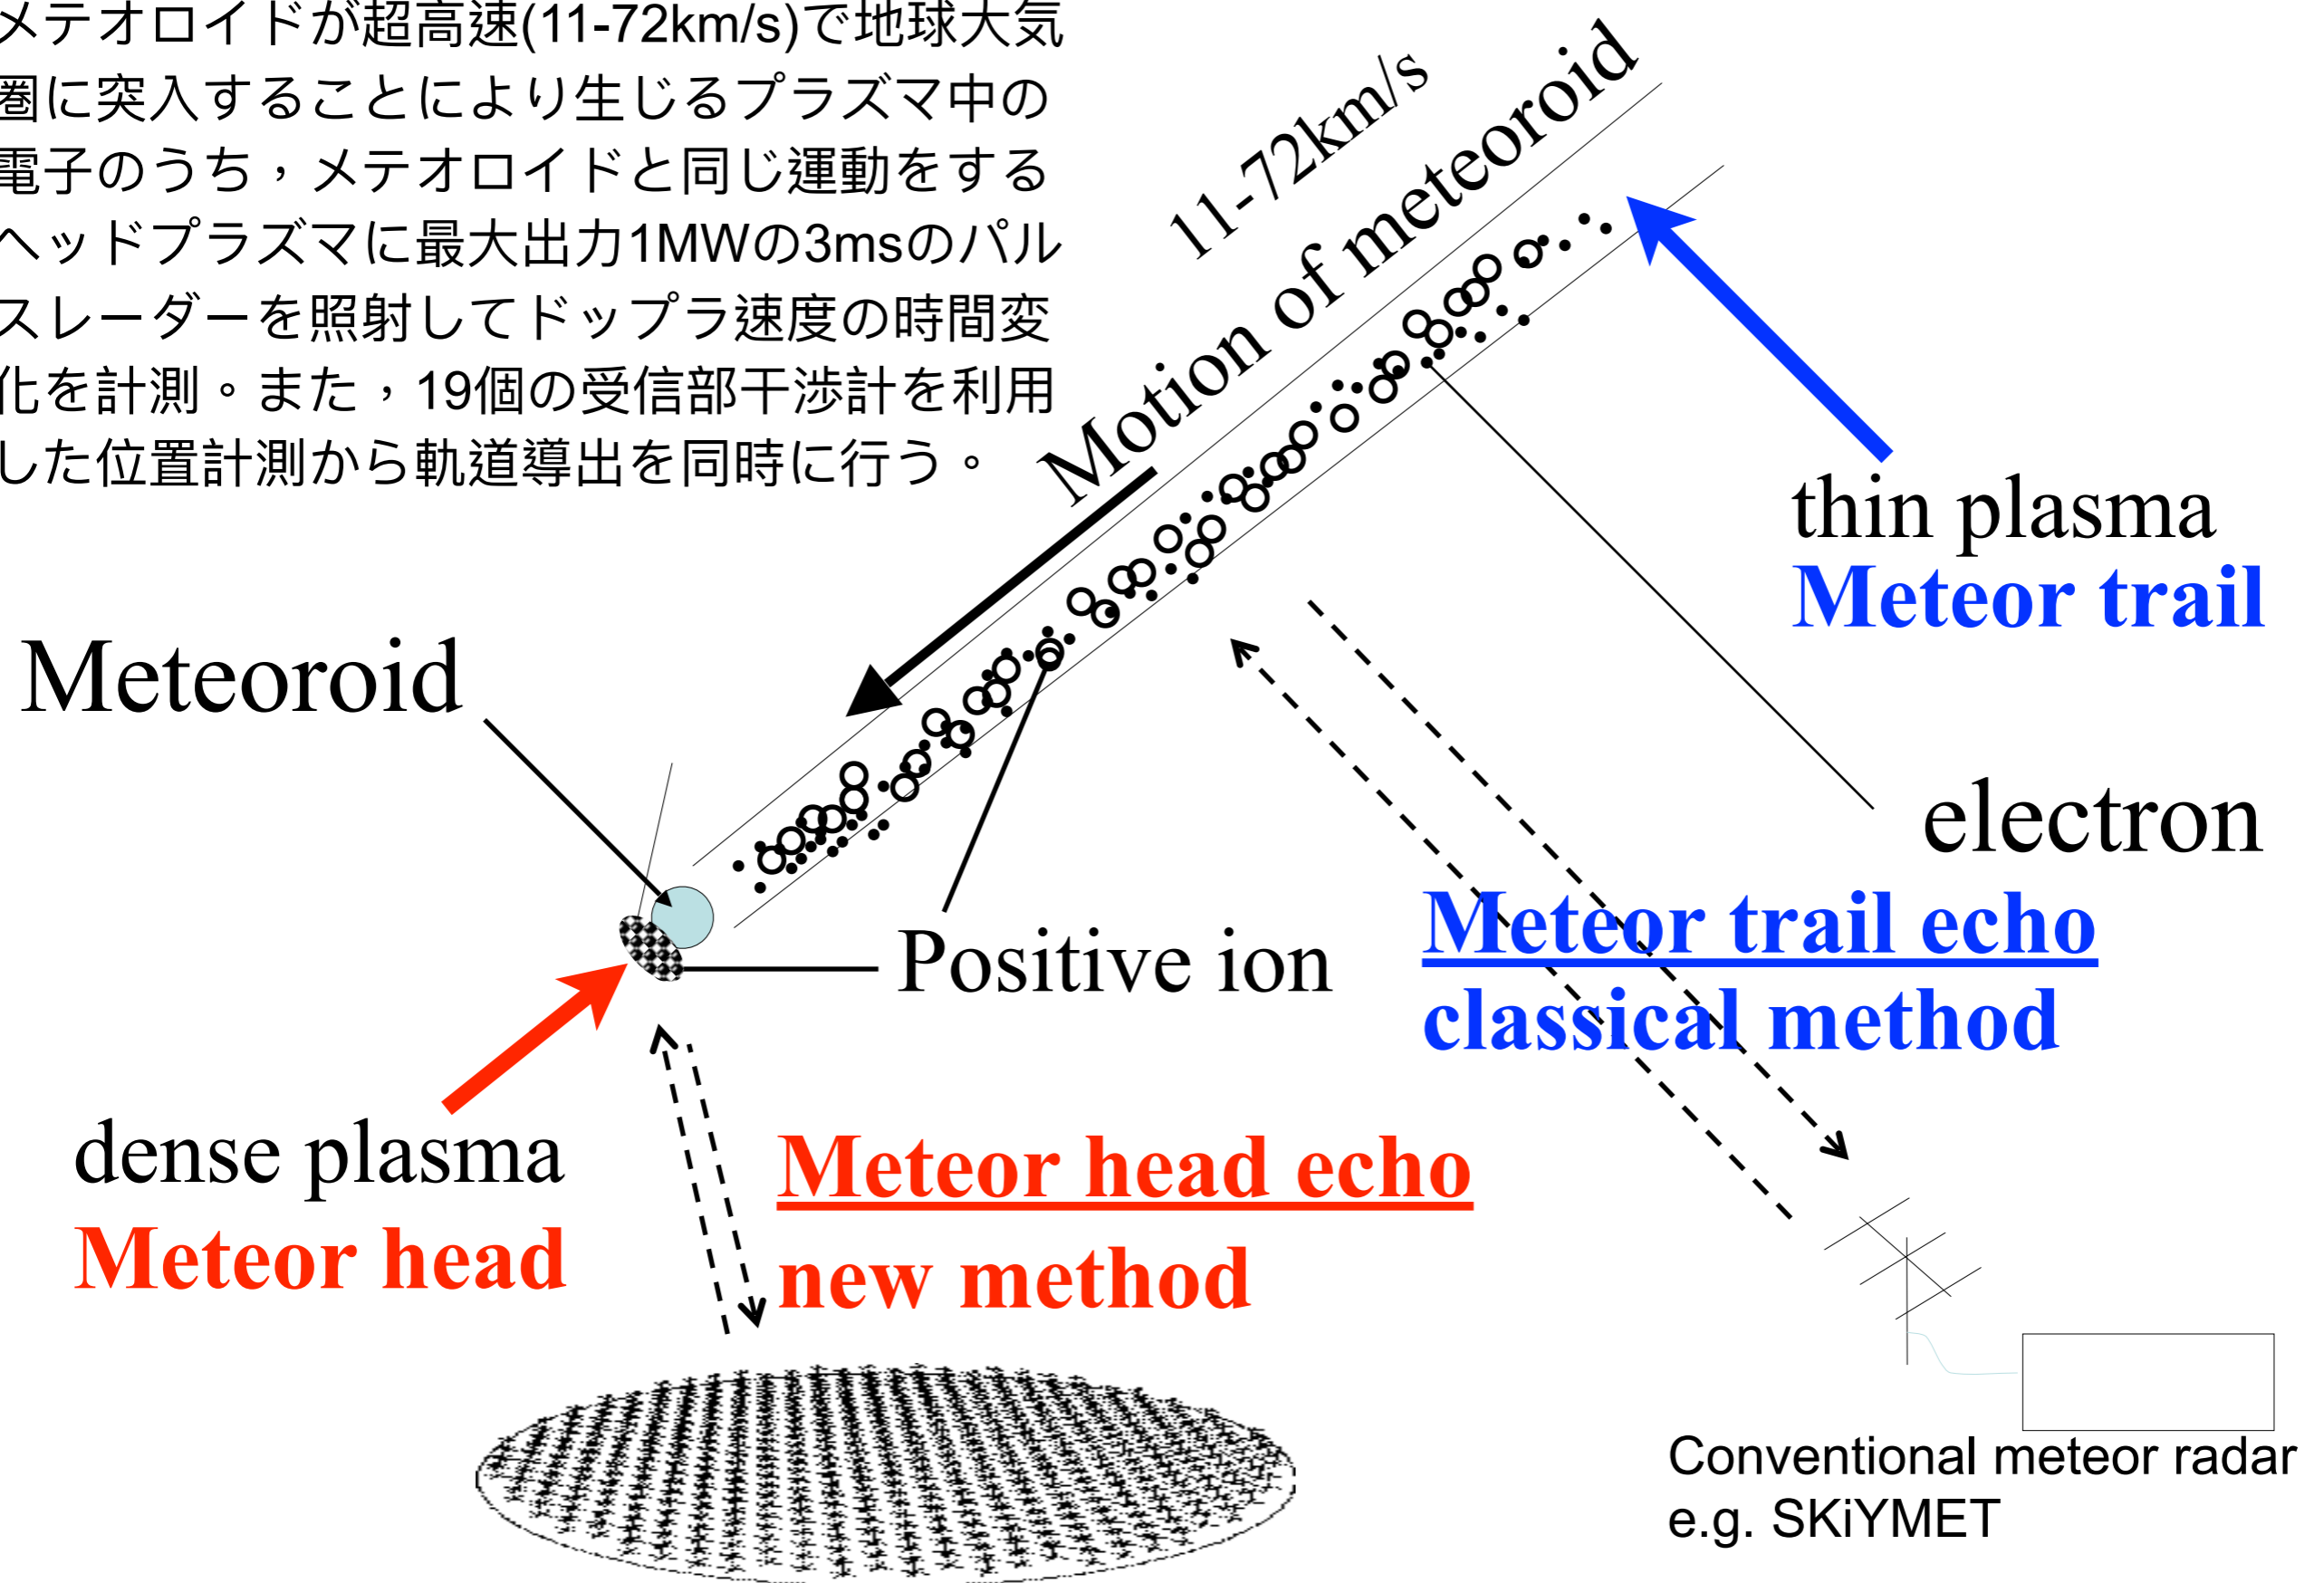 メテオロイドが超高速(11-72km/s)で地球大気
圏に突入することにより生じるプラズマ中の
電子のうち，メテオロイドと同じ運動をする
ヘッドプラズマに最大出力1MWの3msのパル
スレーダーを照射してドップラ速度の時間変
化を計測。また，19個の受信部干渉計を利用
した位置計測から軌道導出を同時に行う。
11-72km/s
Motion of meteoroid
thin plasma
Meteor trail
Meteoroid
electron
Meteor trail echo
classical method
Positive ion
dense plasma
Meteor head
Meteor head echo
new method
Conventional meteor radar
e.g. SKiYMET